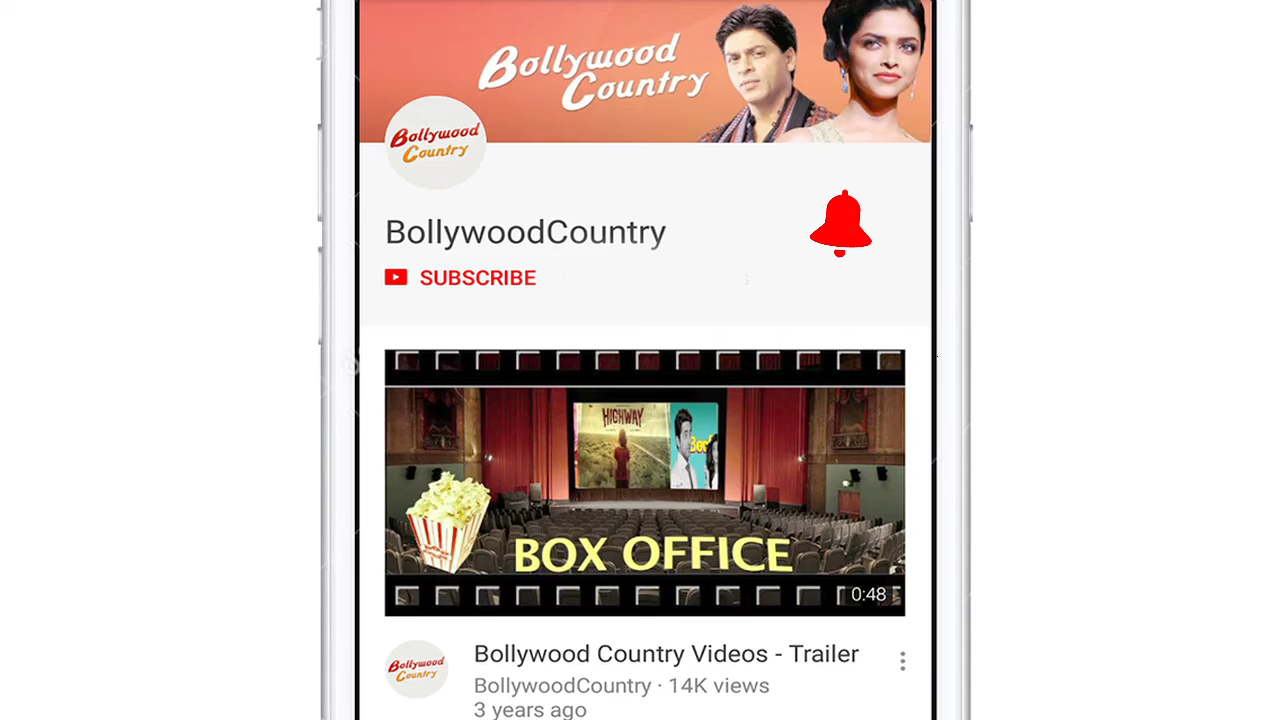 Bollywood
Country
Bollywood
Country
BollywoodCountry
SUBSCRIBE
HIGHWAY
BOX OFFICE
0:48
Bollywood
Country
Bollywood Country Videos - Trailer
BollywoodCountry · 14K views
3 years ago